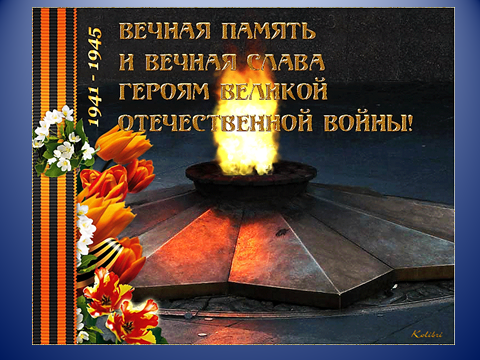 ВЕЧНАЯ ПАМЯТЬ
И ВЕЧНАЯ СЛАВА
ГЕРОЯМ ВЕЛИКОЙ
ОТЕЧЕСТВЕННОЙ ВОЙНЫ!
1941 - 1945
Kolibri